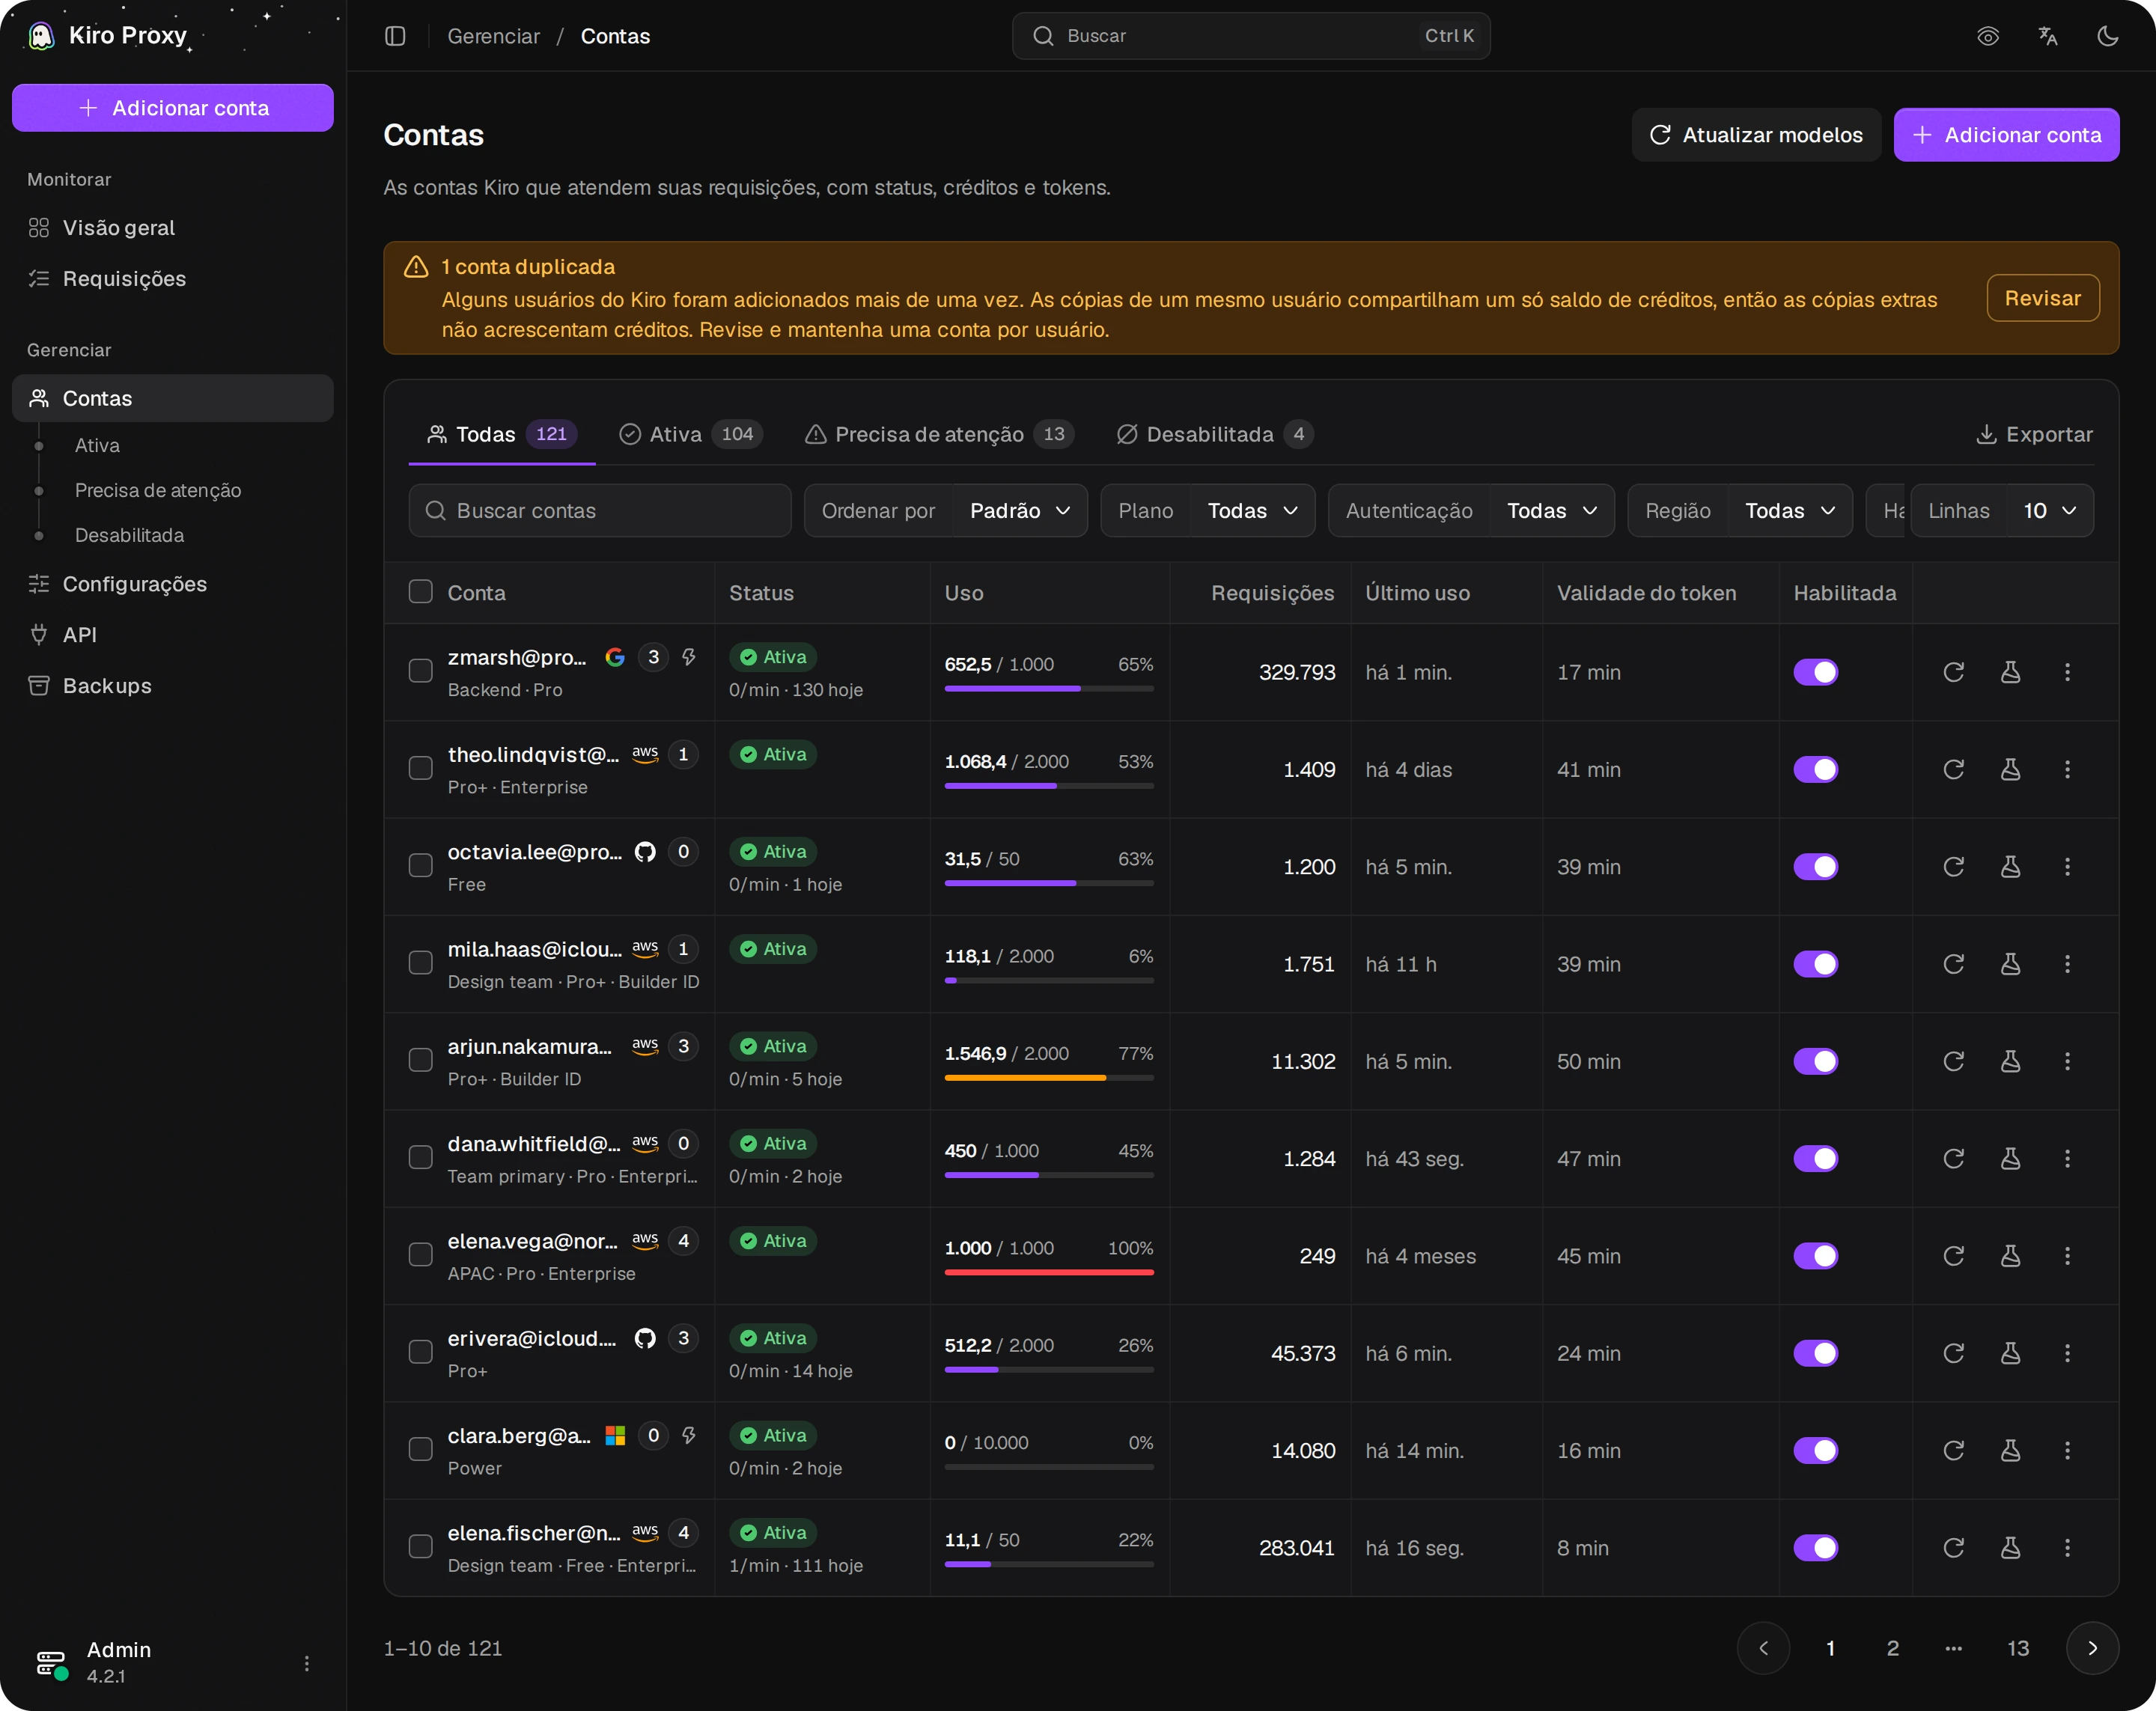 Kiro Proxy
Adicionar conta
Monitorar
Visão geral
Requisições
Gerenciar
Contas
Ativa
Precisa de atenção
Desabilitada
Configurações
API
Backups
Admin
4.2.1
Gerenciar / Contas
Buscar Ctrl K
Contas
As contas Kiro que atendem suas requisições, com status, créditos e tokens.
Atualizar modelos
Adicionar conta
1 conta duplicada
Alguns usuários do Kiro foram adicionados mais de uma vez. As cópias de um mesmo usuário compartilham um só saldo de créditos, então as cópias extras
não acrescentam créditos. Revise e mantenha uma conta por usuário.
Revisar
Todas 121 Ativa 104 Precisa de atenção 13 Desabilitada 4 Exportar
Buscar contas Ordenar por Padrão Plano Todas Autenticação Todas Região Todas Ha Linhas 10
Conta Status Uso Requisições Último uso Validade do token Habilitada
zmarsh@pro... 3 Ativa 652,5 / 1.000 65% 329.793 há 1 min. 17 min
Backend · Pro 0/min · 130 hoje
theo.lindqvist@... aws 1 Ativa 1.068,4 / 2.000 53% 1.409 há 4 dias 41 min
Pro+ · Enterprise
octavia.lee@pro... 0 Ativa 31,5 / 50 63% 1.200 há 5 min. 39 min
Free 0/min · 1 hoje
mila.haas@iclou... aws 1 Ativa 118,1 / 2.000 6% 1.751 há 11 h 39 min
Design team · Pro+ · Builder ID
arjun.nakamura... aws 3 Ativa 1.546,9 / 2.000 77% 11.302 há 5 min. 50 min
Pro+ · Builder ID 0/min · 5 hoje
dana.whitfield@... aws 0 Ativa 450 / 1.000 45% 1.284 há 43 seg. 47 min
Team primary · Pro · Enterpri... 0/min · 2 hoje
elena.vega@nor... aws 4 Ativa 1.000 / 1.000 100% 249 há 4 meses 45 min
APAC · Pro · Enterprise
erivera@icloud.... 3 Ativa 512,2 / 2.000 26% 45.373 há 6 min. 24 min
Pro+ 0/min · 14 hoje
clara.berg@a... 0 Ativa 0 / 10.000 0% 14.080 há 14 min. 16 min
Power 0/min · 2 hoje
elena.fischer@n... aws 4 Ativa 11,1 / 50 22% 283.041 há 16 seg. 8 min
Design team · Free · Enterpri... 1/min · 111 hoje
1–10 de 121
1 2 ••• 13